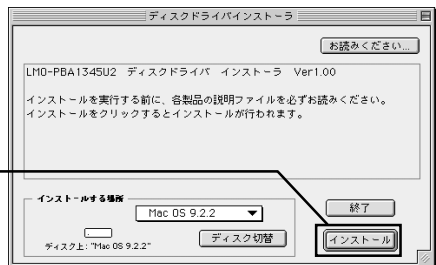 ディスクドライバインストーラ
お読みください...
LMO-PBA1345U2 ディスクドライバ インストーラ Ver1.00
インストールを実行する前に、各製品の説明ファイルを必ずお読みください。
インストールをクリックするとインストールが行われます。
インストールする場所
Mac OS 9.2.2
終了
ディスク上："Mac OS 9.2.2"
ディスク切替
インストール